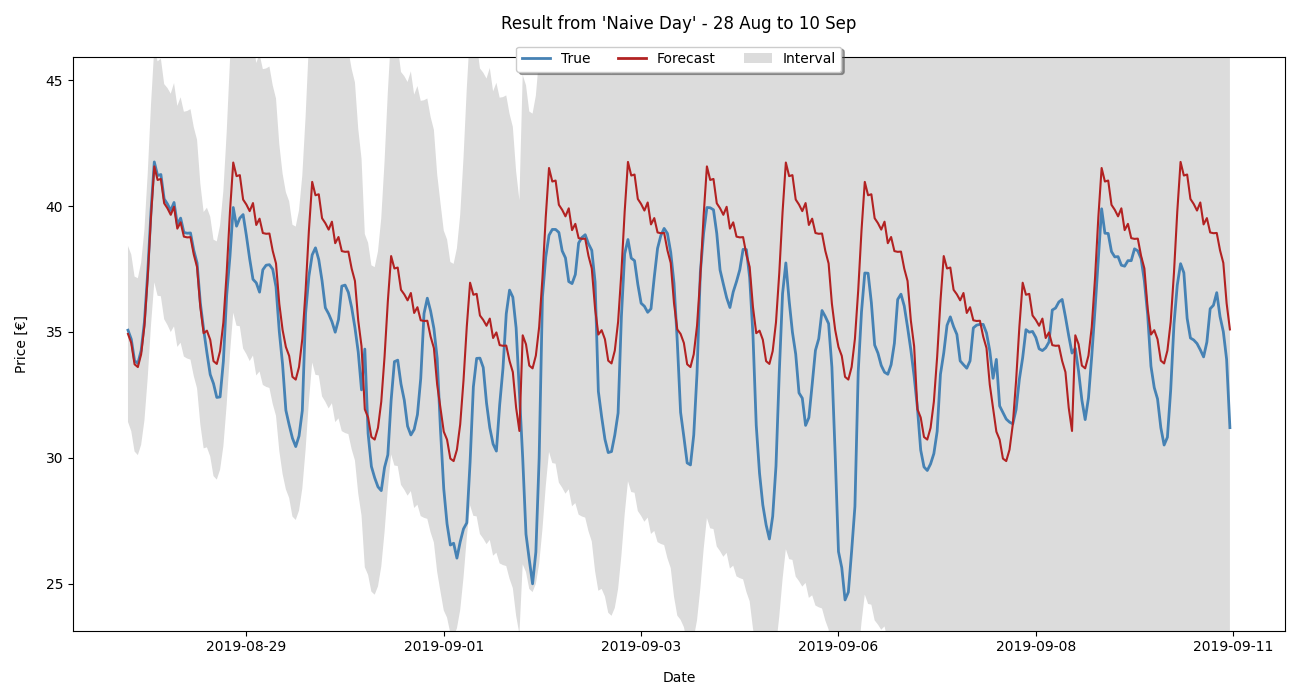 Result from 'Naive Day' - 28 Aug to 10 Sep
True Forecast Interval
45
40
35
30
25
Price [€]
2019-08-29 2019-09-01 2019-09-03 2019-09-06 2019-09-08 2019-09-11
Date